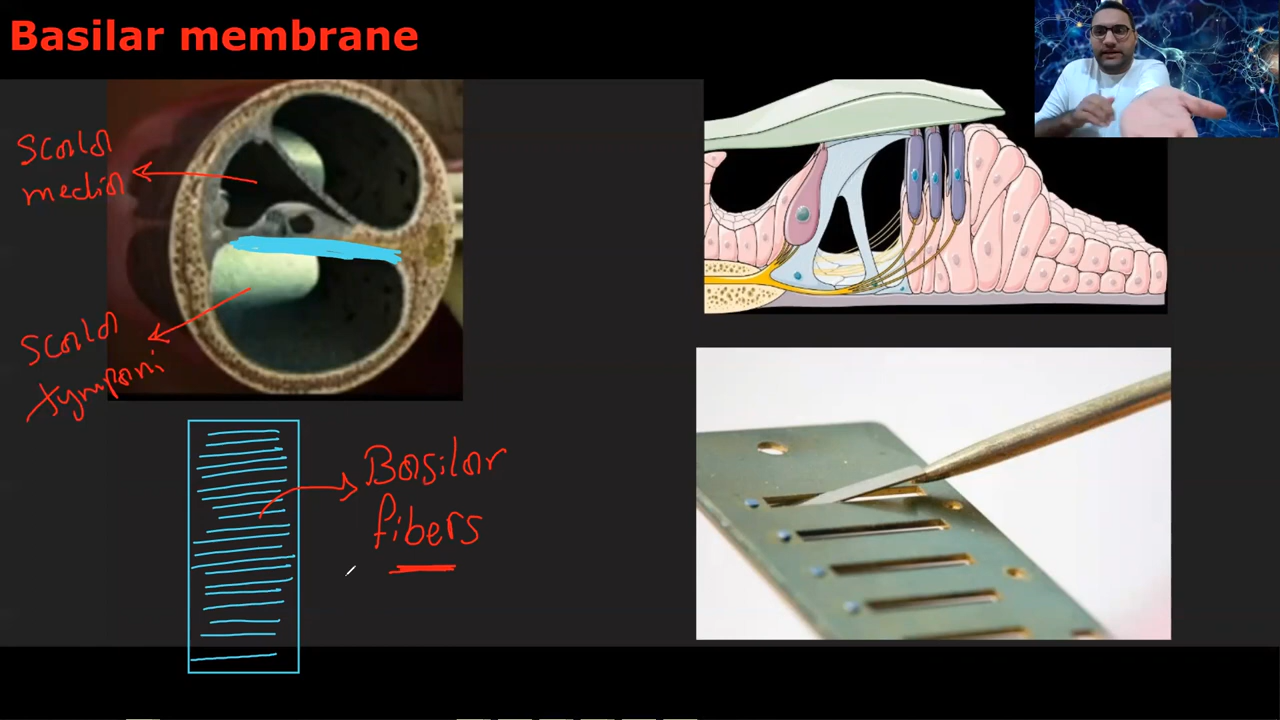 Basilar membrane
Scala
media
Scala
tympani
Basilar
fibers